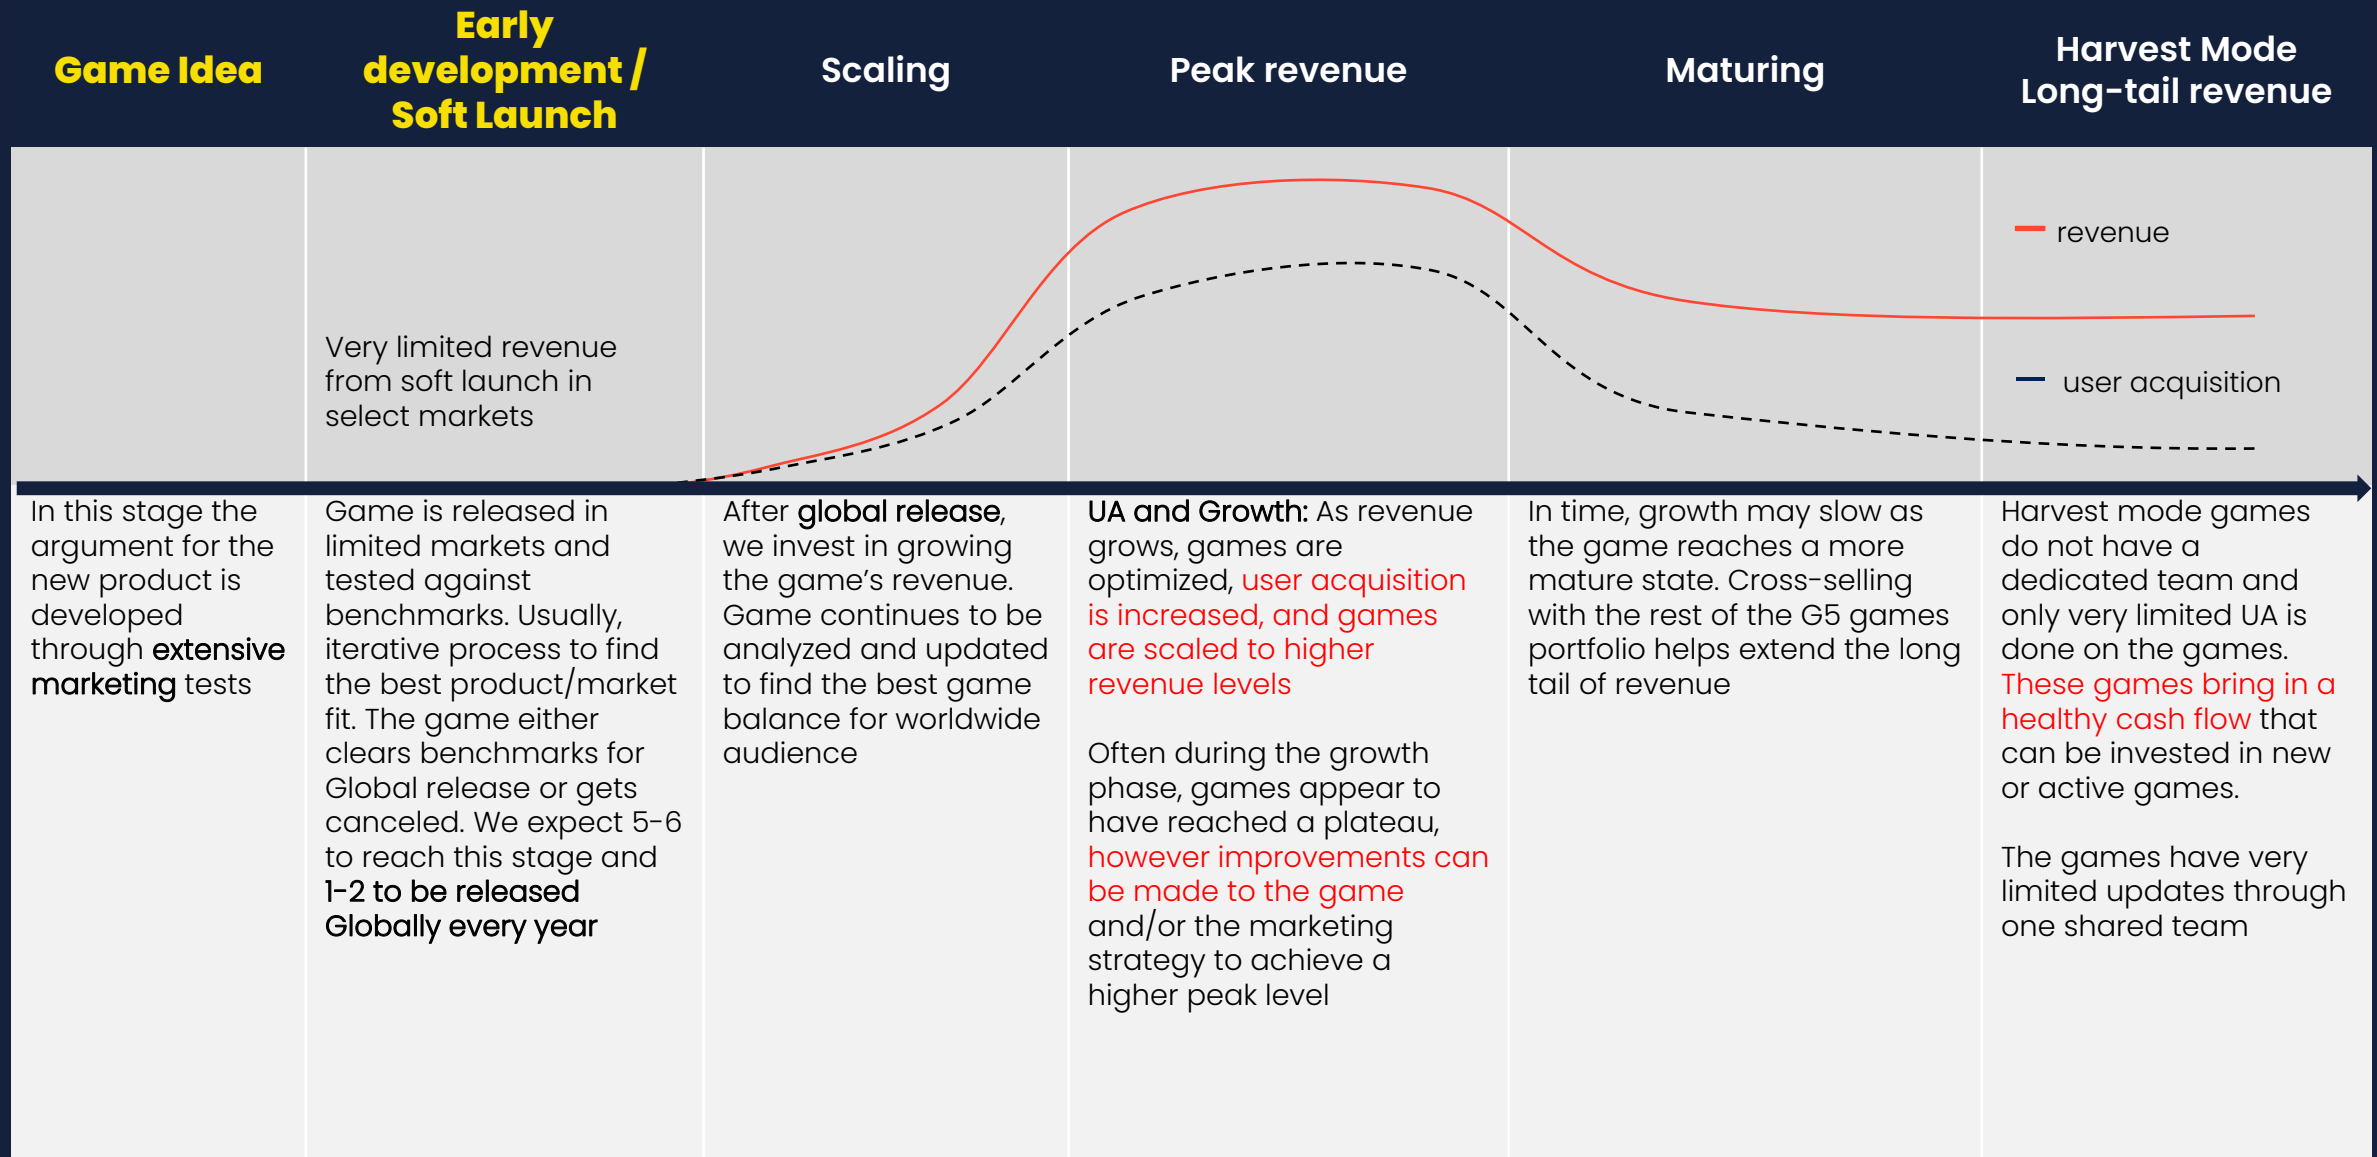 Game Idea
Early
development /
Soft Launch
Scaling
Peak revenue
Maturing
Harvest Mode
Long-tail revenue
Very limited revenue
from soft launch in
select markets
revenue
user acquisition
In this stage the
argument for the
new product is
developed
through extensive
marketing tests
Game is released in
limited markets and
tested against
benchmarks. Usually,
iterative process to find
the best product/market
fit. The game either
clears benchmarks for
Global release or gets
canceled. We expect 5-6
to reach this stage and
1-2 to be released
Globally every year
After global release,
we invest in growing
the game’s revenue.
Game continues to be
analyzed and updated
to find the best game
balance for worldwide
audience
UA and Growth: As revenue
grows, games are
optimized, user acquisition
is increased, and games
are scaled to higher
revenue levels
Often during the growth
phase, games appear to
have reached a plateau,
however improvements can
be made to the game
and/or the marketing
strategy to achieve a
higher peak level
In time, growth may slow as
the game reaches a more
mature state. Cross-selling
with the rest of the G5 games
portfolio helps extend the long
tail of revenue
Harvest mode games
do not have a
dedicated team and
only very limited UA is
done on the games.
These games bring in a
healthy cash flow that
can be invested in new
or active games.
The games have very
limited updates through
one shared team